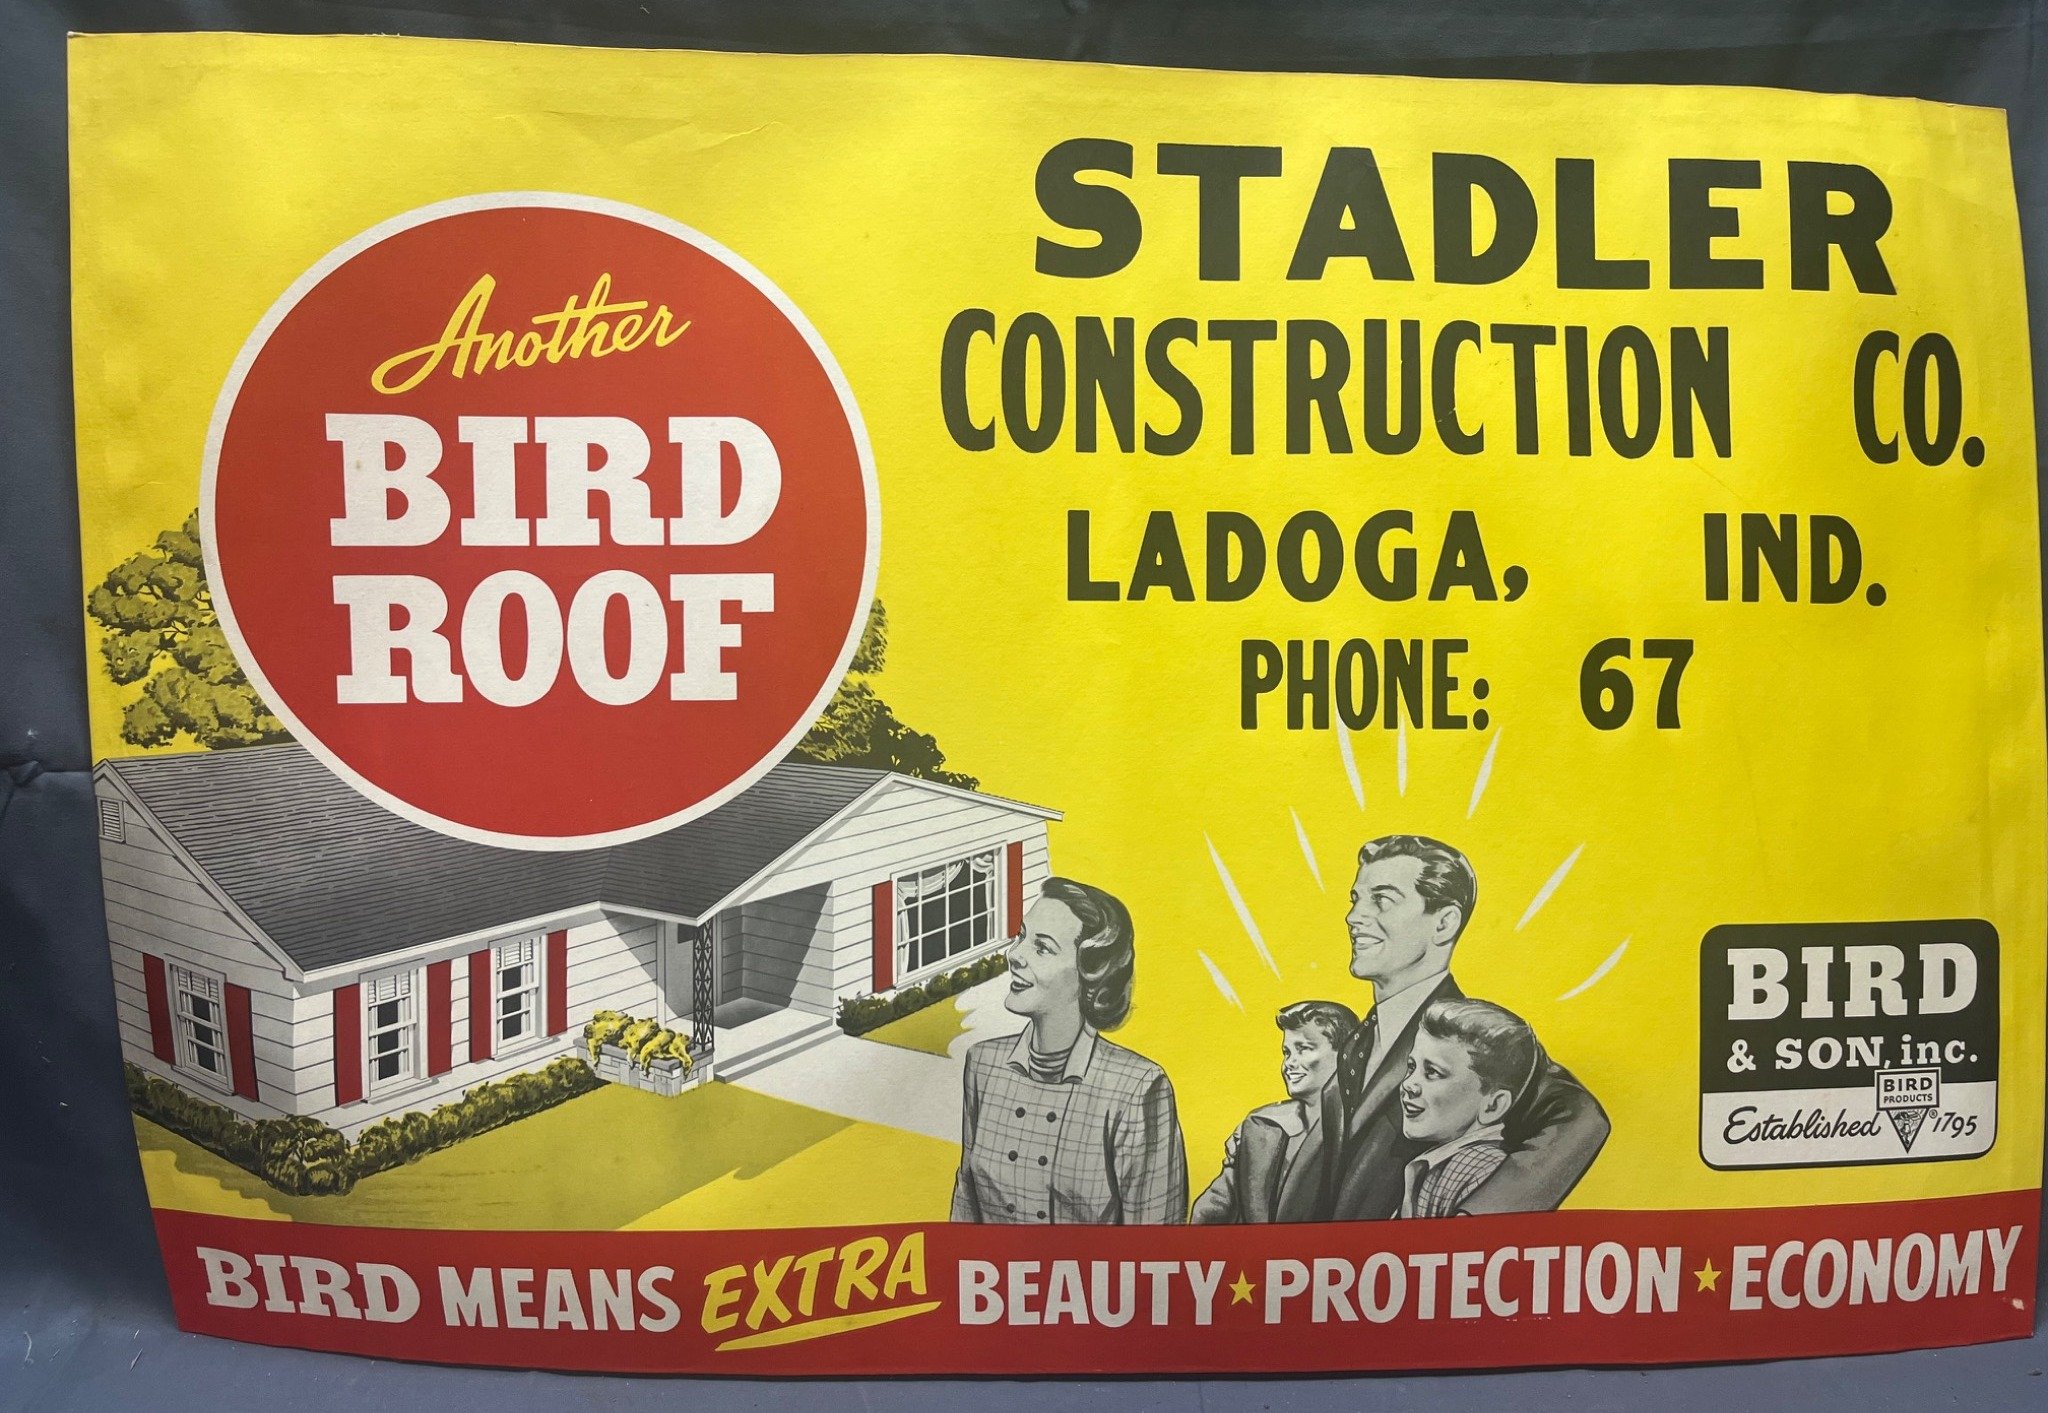 Another
BIRD
ROOF
STADLER
CONSTRUCTION CO.
LADOGA, IND.
PHONE: 67
BIRD
& SON, inc.
BIRD
PRODUCTS
Established ® 1795
BIRD MEANS EXTRA BEAUTY ★ PROTECTION ★ ECONOMY